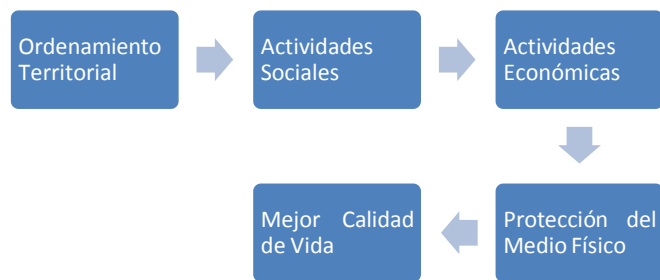 Ordenamiento
Territorial
Actividades
Sociales
Actividades
Económicas
Protección del
Medio Físico
Mejor Calidad
de Vida